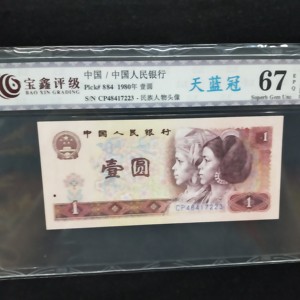 宝鑫评级
BAI XIN GRADING
中国 / 中国人民银行
Pick# 884 1980年 壹圆
S/N CP48417223 - 民族人物头像
天蓝冠
67
EPQ
Superb Gem Unc
中国人民银行
壹圆
1
1
CP48417223